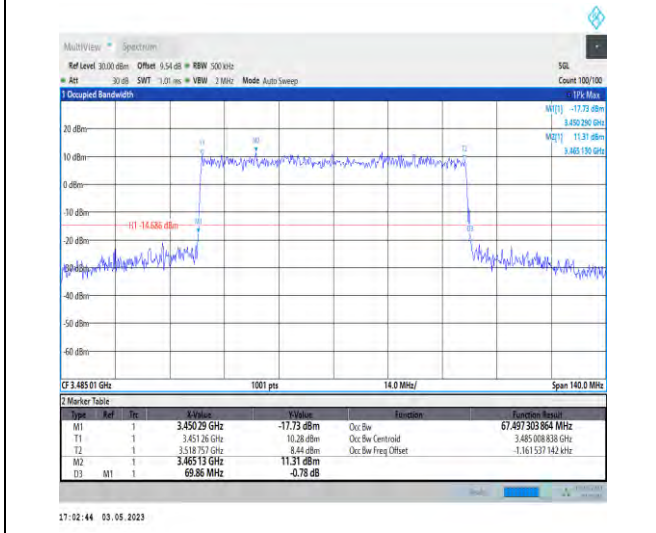 MultiView Spectrum
Ref Level 30.00 dBm Offset 9.54 dB RBW 500 kHz SGL
Att 30 dB SWT 1.01 ms VBW 2 MHz Mode Auto Sweep Count 100/100
1 Occupied Bandwidth 1Pk Max
M1[1] -17.73 dBm
3.450 290 GHz
M2[1] 11.31 dBm
3.465 130 GHz
20 dBm
T1 M2 T2
10 dBm
0 dBm
-10 dBm
H1 -14.686 dBm M1
D3
-20 dBm
-30 dBm
-40 dBm
-50 dBm
-60 dBm
CF 3.485 01 GHz 1001 pts 14.0 MHz/ Span 140.0 MHz
2 Marker Table
Type Ref Trc X-Value Y-Value Function Function Result
M1 1 3.45029 GHz -17.73 dBm Occ Bw 67.497 303 864 MHz
T1 1 3.451 26 GHz 10.28 dBm Occ Bw Centroid 3.485 008 838 GHz
T2 1 3.518 757 GHz 8.44 dBm Occ Bw Freq Offset -1.161 537 142 kHz
M2 1 3.46513 GHz 11.31 dBm
D3 M1 1 69.86 MHz -0.78 dB
17:02:44 03.05.2023